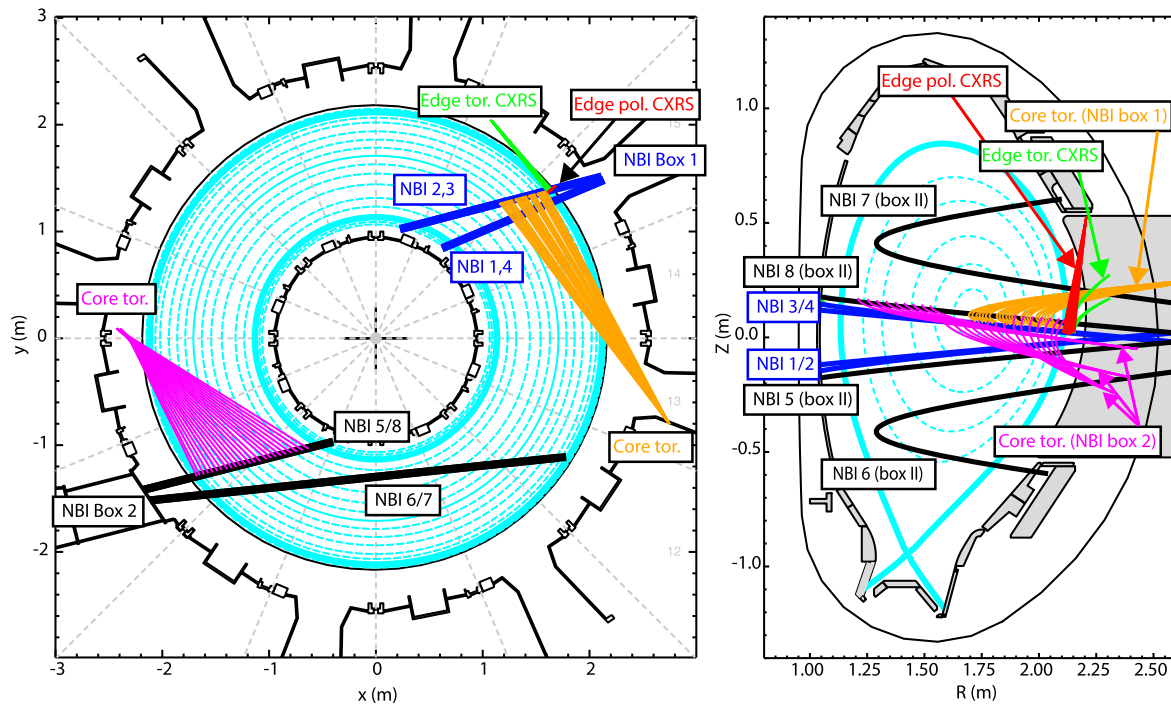 3
2
1
0
-1
-2
y (m)
-3
-2
-1
0
1
2
x (m)
Edge tor. CXRS
Edge pol. CXRS
15
NBI Box 1
NBI 2,3
NBI 1,4
14
Core tor.
13
NBI 5/8
Core tor.
NBI 6/7
NBI Box 2
12
1.0
0.5
0.0
-0.5
-1.0
Z (m)
1.00
1.25
1.50
1.75
2.00
2.25
2.50
R (m)
Edge pol. CXRS
Core tor. (NBI box 1)
Edge tor. CXRS
NBI 7 (box II)
NBI 8 (box II)
NBI 3/4
NBI 1/2
NBI 5 (box II)
Core tor. (NBI box 2)
NBI 6 (box II)